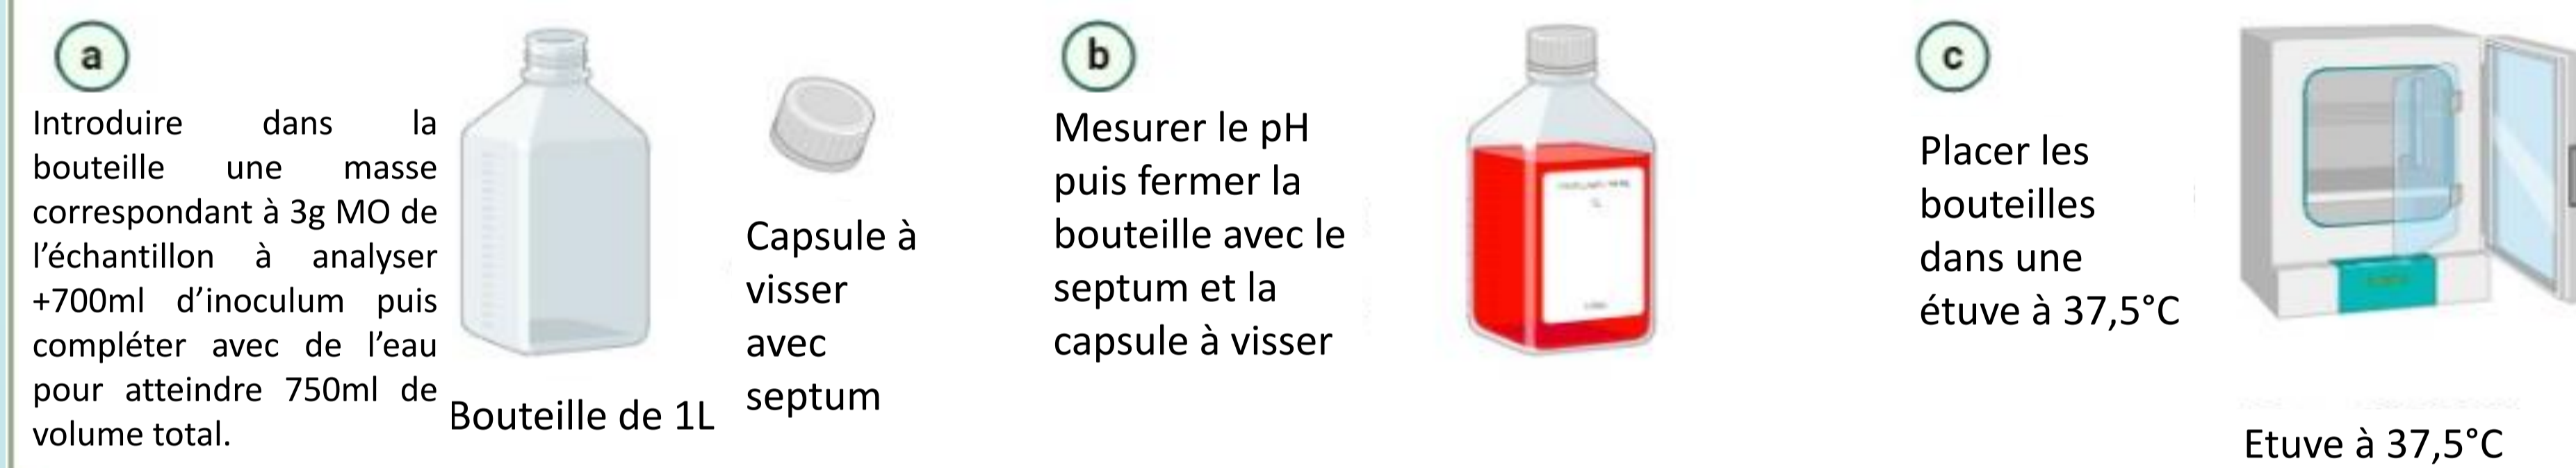 a
Introduire dans la
bouteille une masse
correspondant à 3g MO de
l’échantillon à analyser
+700ml d’inoculum puis
compléter avec de l’eau
pour atteindre 750ml de
volume total.
Bouteille de 1L
Capsule à
visser
avec
septum
b
Mesurer le pH
puis fermer la
bouteille avec le
septum et la
capsule à visser
c
Placer les
bouteilles
dans une
étuve à 37,5°C
Etuve à 37,5°C